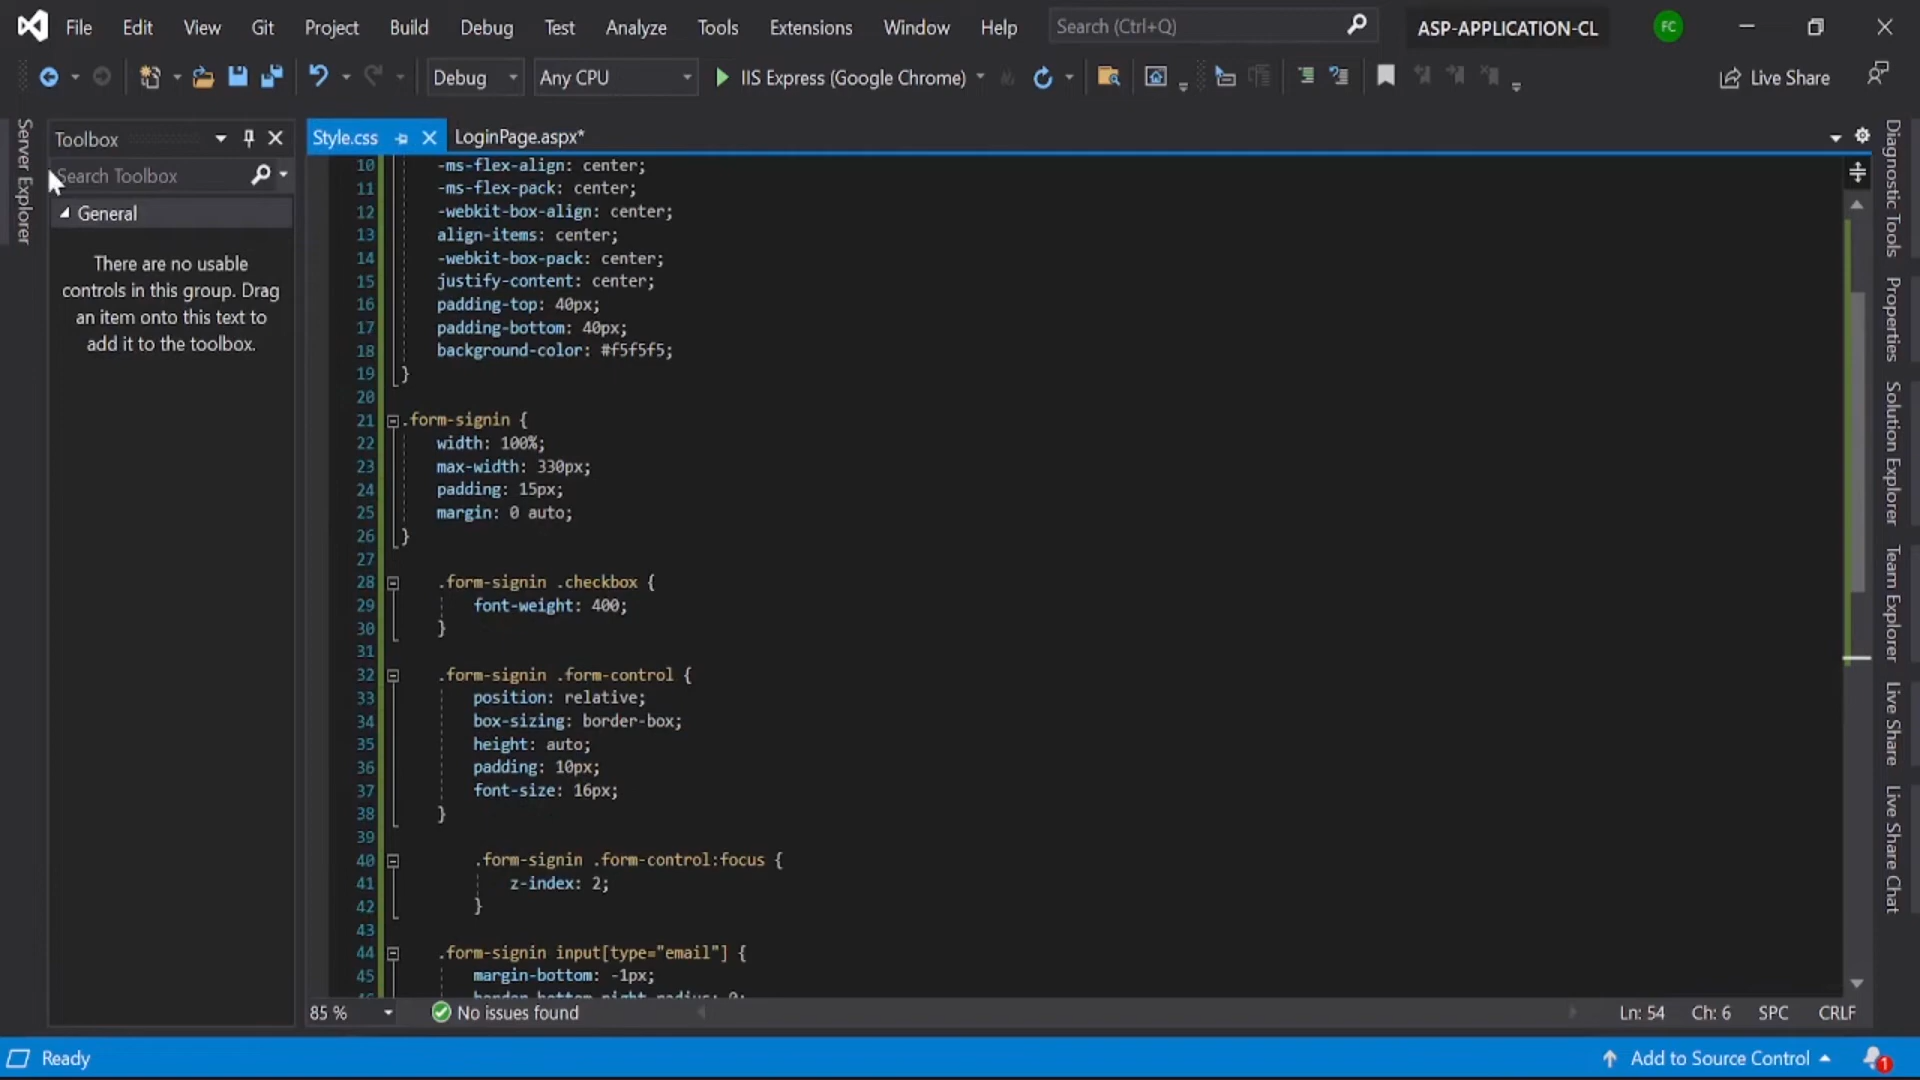 File Edit View Git Project Build Debug Test Analyze Tools Extensions Window Help Search (Ctrl+Q) ASP-APPLICATION-CL FC
Debug Any CPU IIS Express (Google Chrome) Live Share
Server Explorer
Toolbox
Search Toolbox
General
There are no usable
controls in this group. Drag
an item onto this text to
add it to the toolbox.
Style.css LoginPage.aspx*
10 -ms-flex-align: center;
11 -ms-flex-pack: center;
12 -webkit-box-align: center;
13 align-items: center;
14 -webkit-box-pack: center;
15 justify-content: center;
16 padding-top: 40px;
17 padding-bottom: 40px;
18 background-color: #f5f5f5;
19 }
20
21 .form-signin {
22 width: 100%;
23 max-width: 330px;
24 padding: 15px;
25 margin: 0 auto;
26 }
27
28 .form-signin .checkbox {
29 font-weight: 400;
30 }
31
32 .form-signin .form-control {
33 position: relative;
34 box-sizing: border-box;
35 height: auto;
36 padding: 10px;
37 font-size: 16px;
38 }
39
40 .form-signin .form-control:focus {
41 z-index: 2;
42 }
43
44 .form-signin input[type="email"] {
45 margin-bottom: -1px;
46 border-bottom-right-radius: 0;
85 % No issues found Ln: 54 Ch: 6 SPC CRLF
Diagnostic Tools
Properties
Solution Explorer
Team Explorer
Live Share
Live Share Chat
Ready Add to Source Control 1